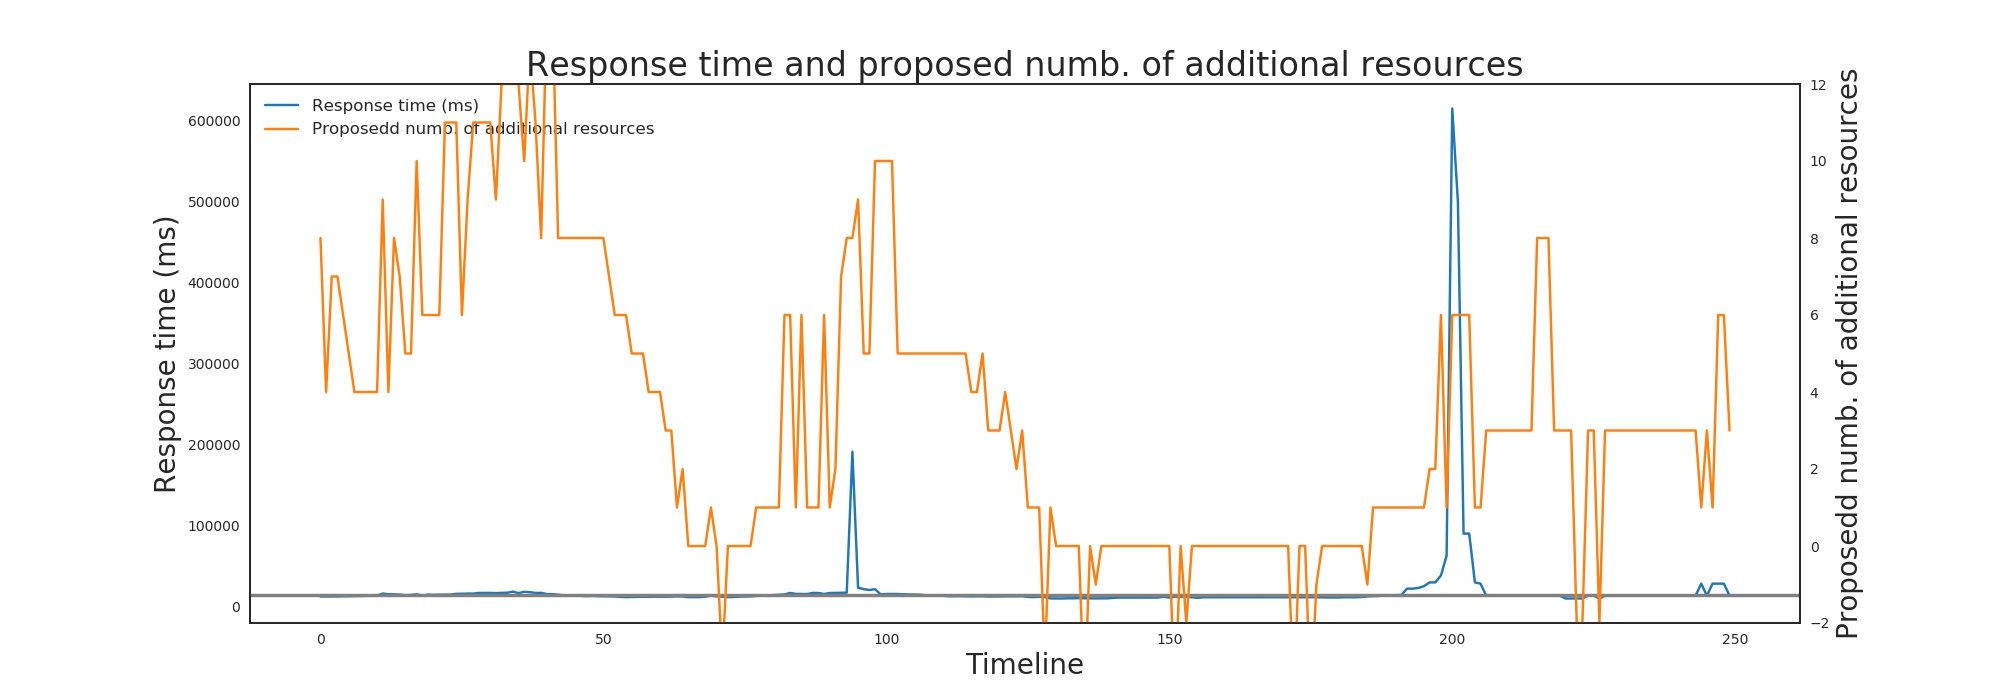 Response time and proposed numb. of additional resources
Response time (ms)
Proposedd numb. of additional resources
Response time (ms)
600000
500000
400000
300000
200000
100000
0
12
10
8
6
4
2
0
−2
Proposedd numb. of additional resources
0 50 100 150 200 250
Timeline